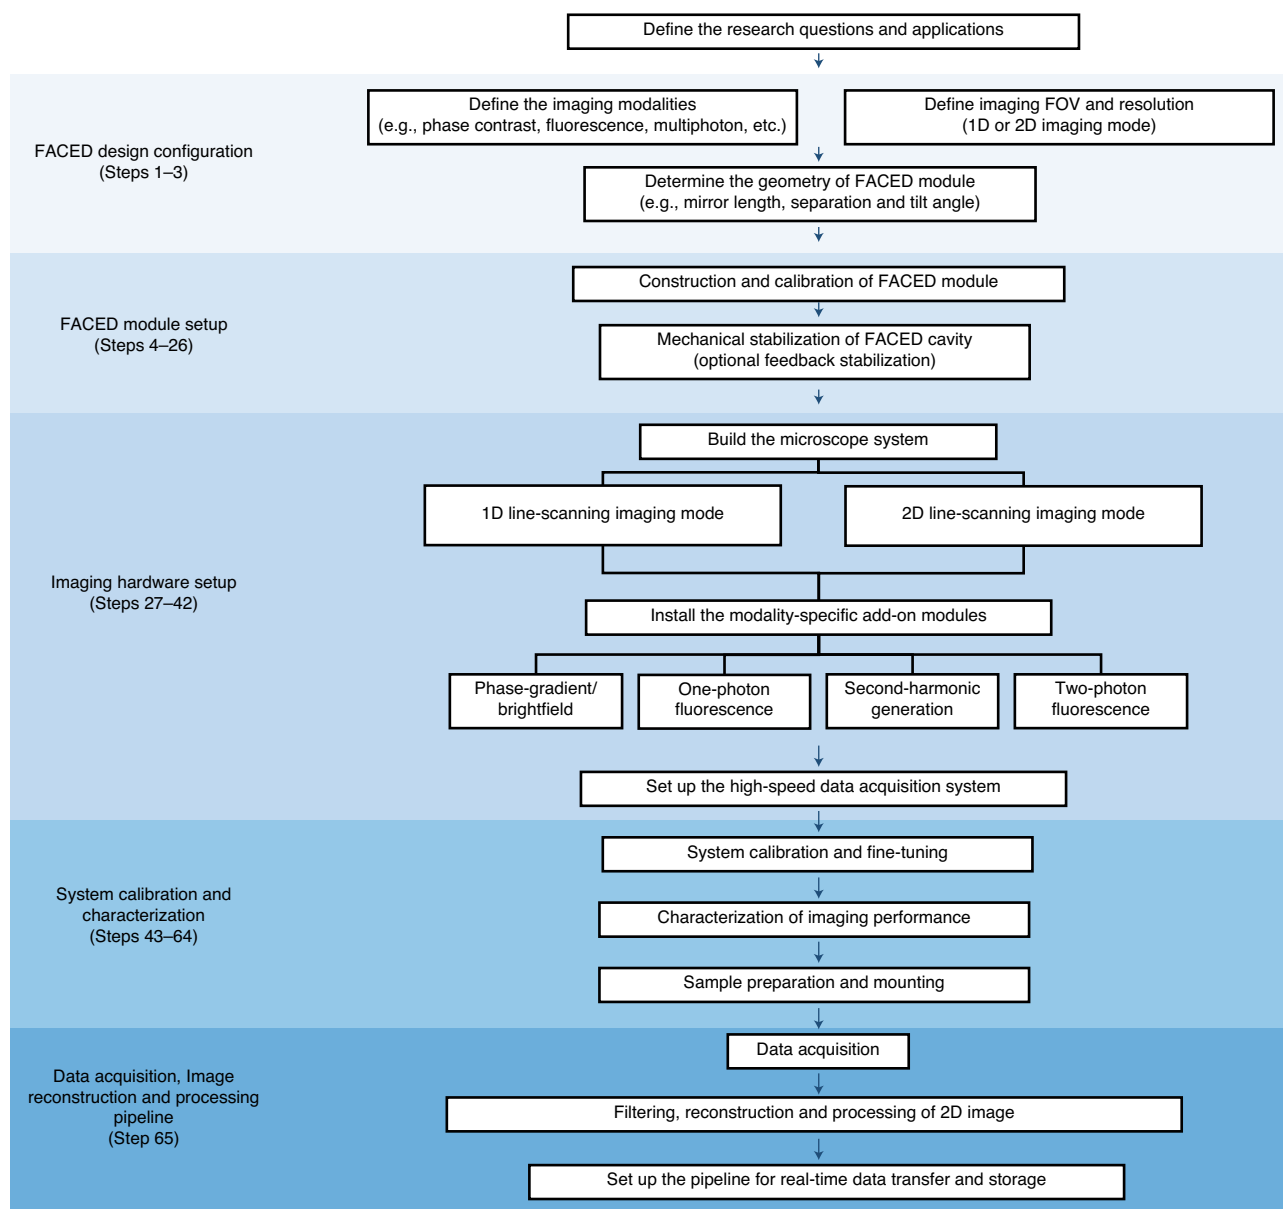 Define the research questions and applications
FACED design configuration
(Steps 1–3)
Define the imaging modalities
(e.g., phase contrast, fluorescence, multiphoton, etc.)
Define imaging FOV and resolution
(1D or 2D imaging mode)
Determine the geometry of FACED module
(e.g., mirror length, separation and tilt angle)
FACED module setup
(Steps 4–26)
Construction and calibration of FACED module
Mechanical stabilization of FACED cavity
(optional feedback stabilization)
Imaging hardware setup
(Steps 27–42)
Build the microscope system
1D line-scanning imaging mode
2D line-scanning imaging mode
Install the modality-specific add-on modules
Phase-gradient/
brightfield
One-photon
fluorescence
Second-harmonic
generation
Two-photon
fluorescence
Set up the high-speed data acquisition system
System calibration and
characterization
(Steps 43–64)
System calibration and fine-tuning
Characterization of imaging performance
Sample preparation and mounting
Data acquisition, Image
reconstruction and processing
pipeline
(Step 65)
Data acquisition
Filtering, reconstruction and processing of 2D image
Set up the pipeline for real-time data transfer and storage